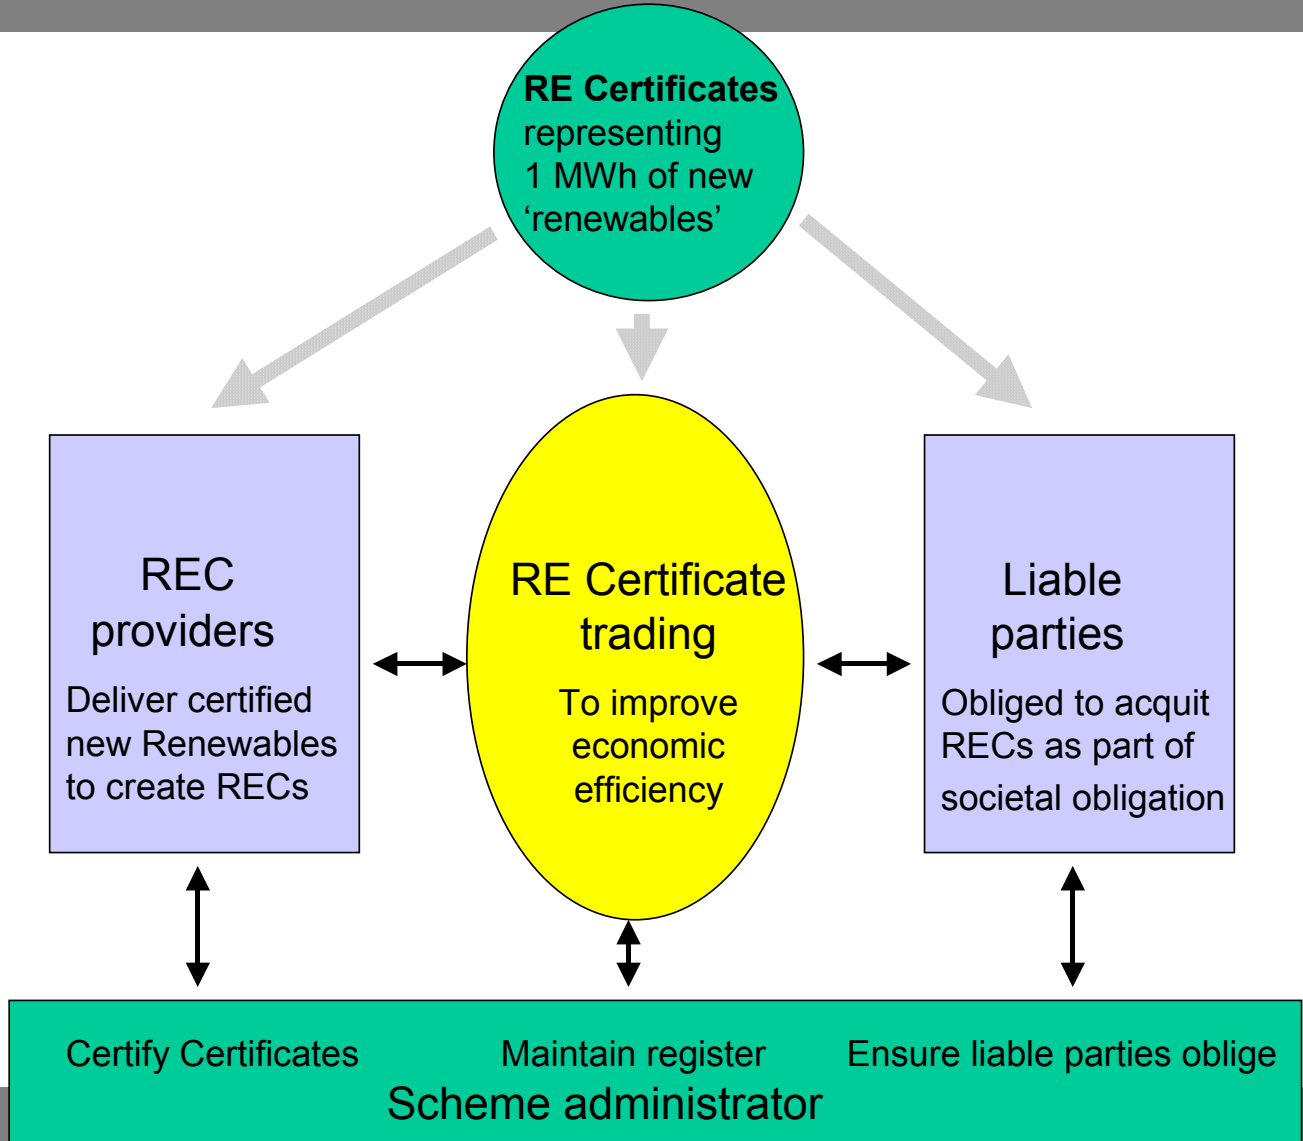 RE Certificates
representing
1 MWh of new
‘renewables’
REC
providers
Deliver certified
new Renewables
to create RECs
RE Certificate
trading
To improve
economic
efficiency
Liable
parties
Obliged to acquit
RECs as part of
societal obligation
Certify Certificates
Maintain register
Ensure liable parties oblige
Scheme administrator